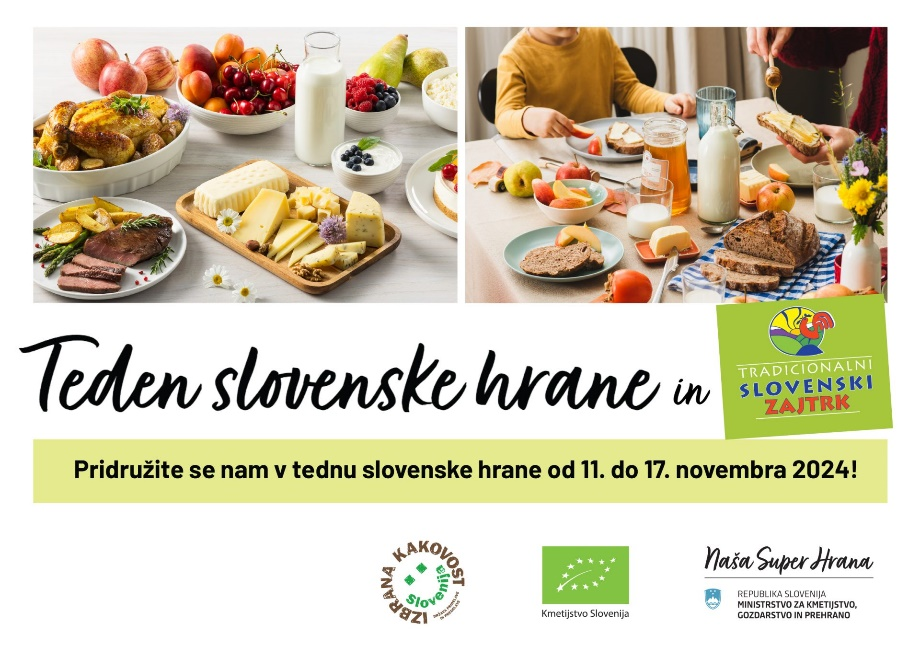 Teden slovenske hrane in
TRADICIONALNI
SLOVENSKI
ZAJTRK
Pridružite se nam v tednu slovenske hrane od 11. do 17. novembra 2024!
IZBRANA KAKOVOST
Slovenija
Kmetijstvo Slovenija
Naša Super Hrana
REPUBLIKA SLOVENIJA
MINISTRSTVO ZA KMETIJSTVO,
GOZDARSTVO IN PREHRANO